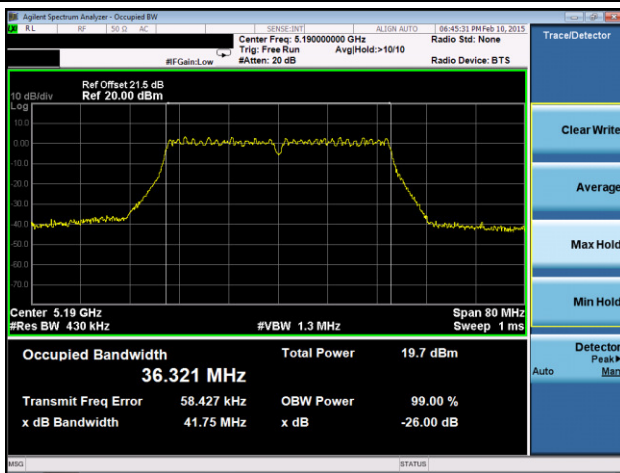 Agilent Spectrum Analyzer - Occupied BW
RL RF 50 Ω AC SENSE:INT ALIGN AUTO 06:45:31 PM Feb 10, 2015
Center Freq: 5.190000000 GHz Radio Std: None
Trig: Free Run Avg|Hold:>10/10
#IFGain:Low #Atten: 20 dB Radio Device: BTS
Ref Offset 21.5 dB
10 dB/div Ref 20.00 dBm
Log
10.0
0.00
-10.0
-20.0
-30.0
-40.0
-50.0
-60.0
-70.0
Center 5.19 GHz Span 80 MHz
#Res BW 430 kHz #VBW 1.3 MHz Sweep 1 ms
Occupied Bandwidth Total Power 19.7 dBm
36.321 MHz
Transmit Freq Error 58.427 kHz OBW Power 99.00 %
x dB Bandwidth 41.75 MHz x dB -26.00 dB
MSG STATUS
Trace/Detector
Clear Write
Average
Max Hold
Min Hold
Detector
Peak▶
Auto Man